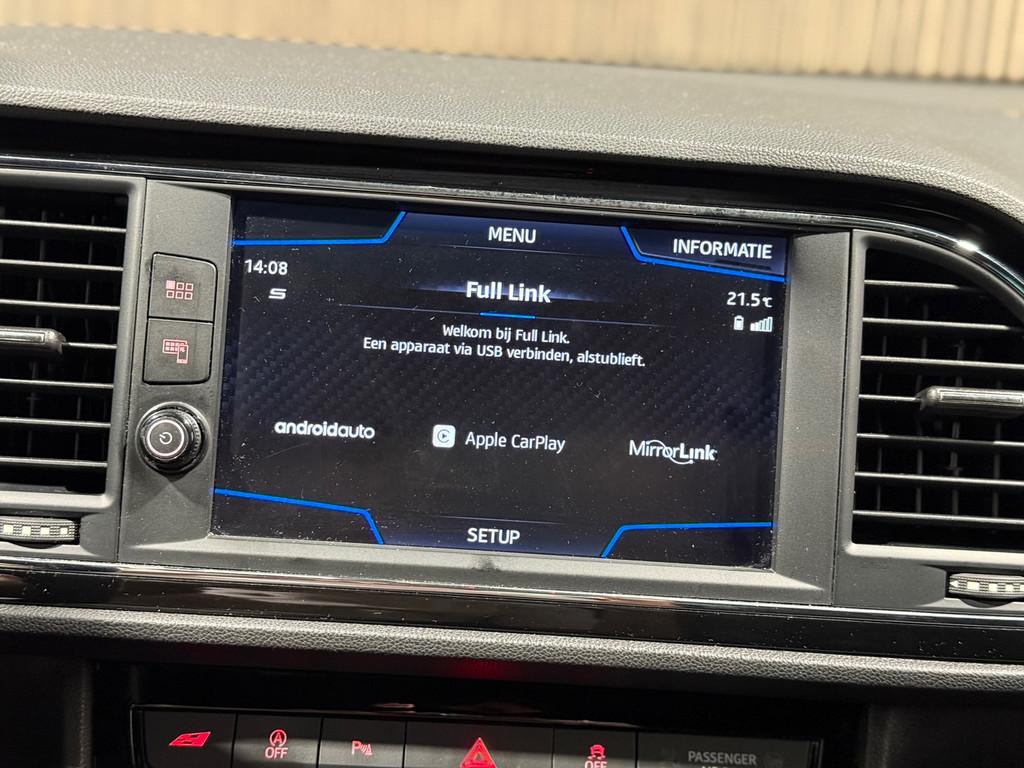 MENU
INFORMATIE
14:08
Full Link
21.5°C
Welkom bij Full Link.
Een apparaat via USB verbinden, alstublieft.
androidauto
Apple CarPlay
MirrorLink
SETUP
OFF
P
OFF
PASSENGER